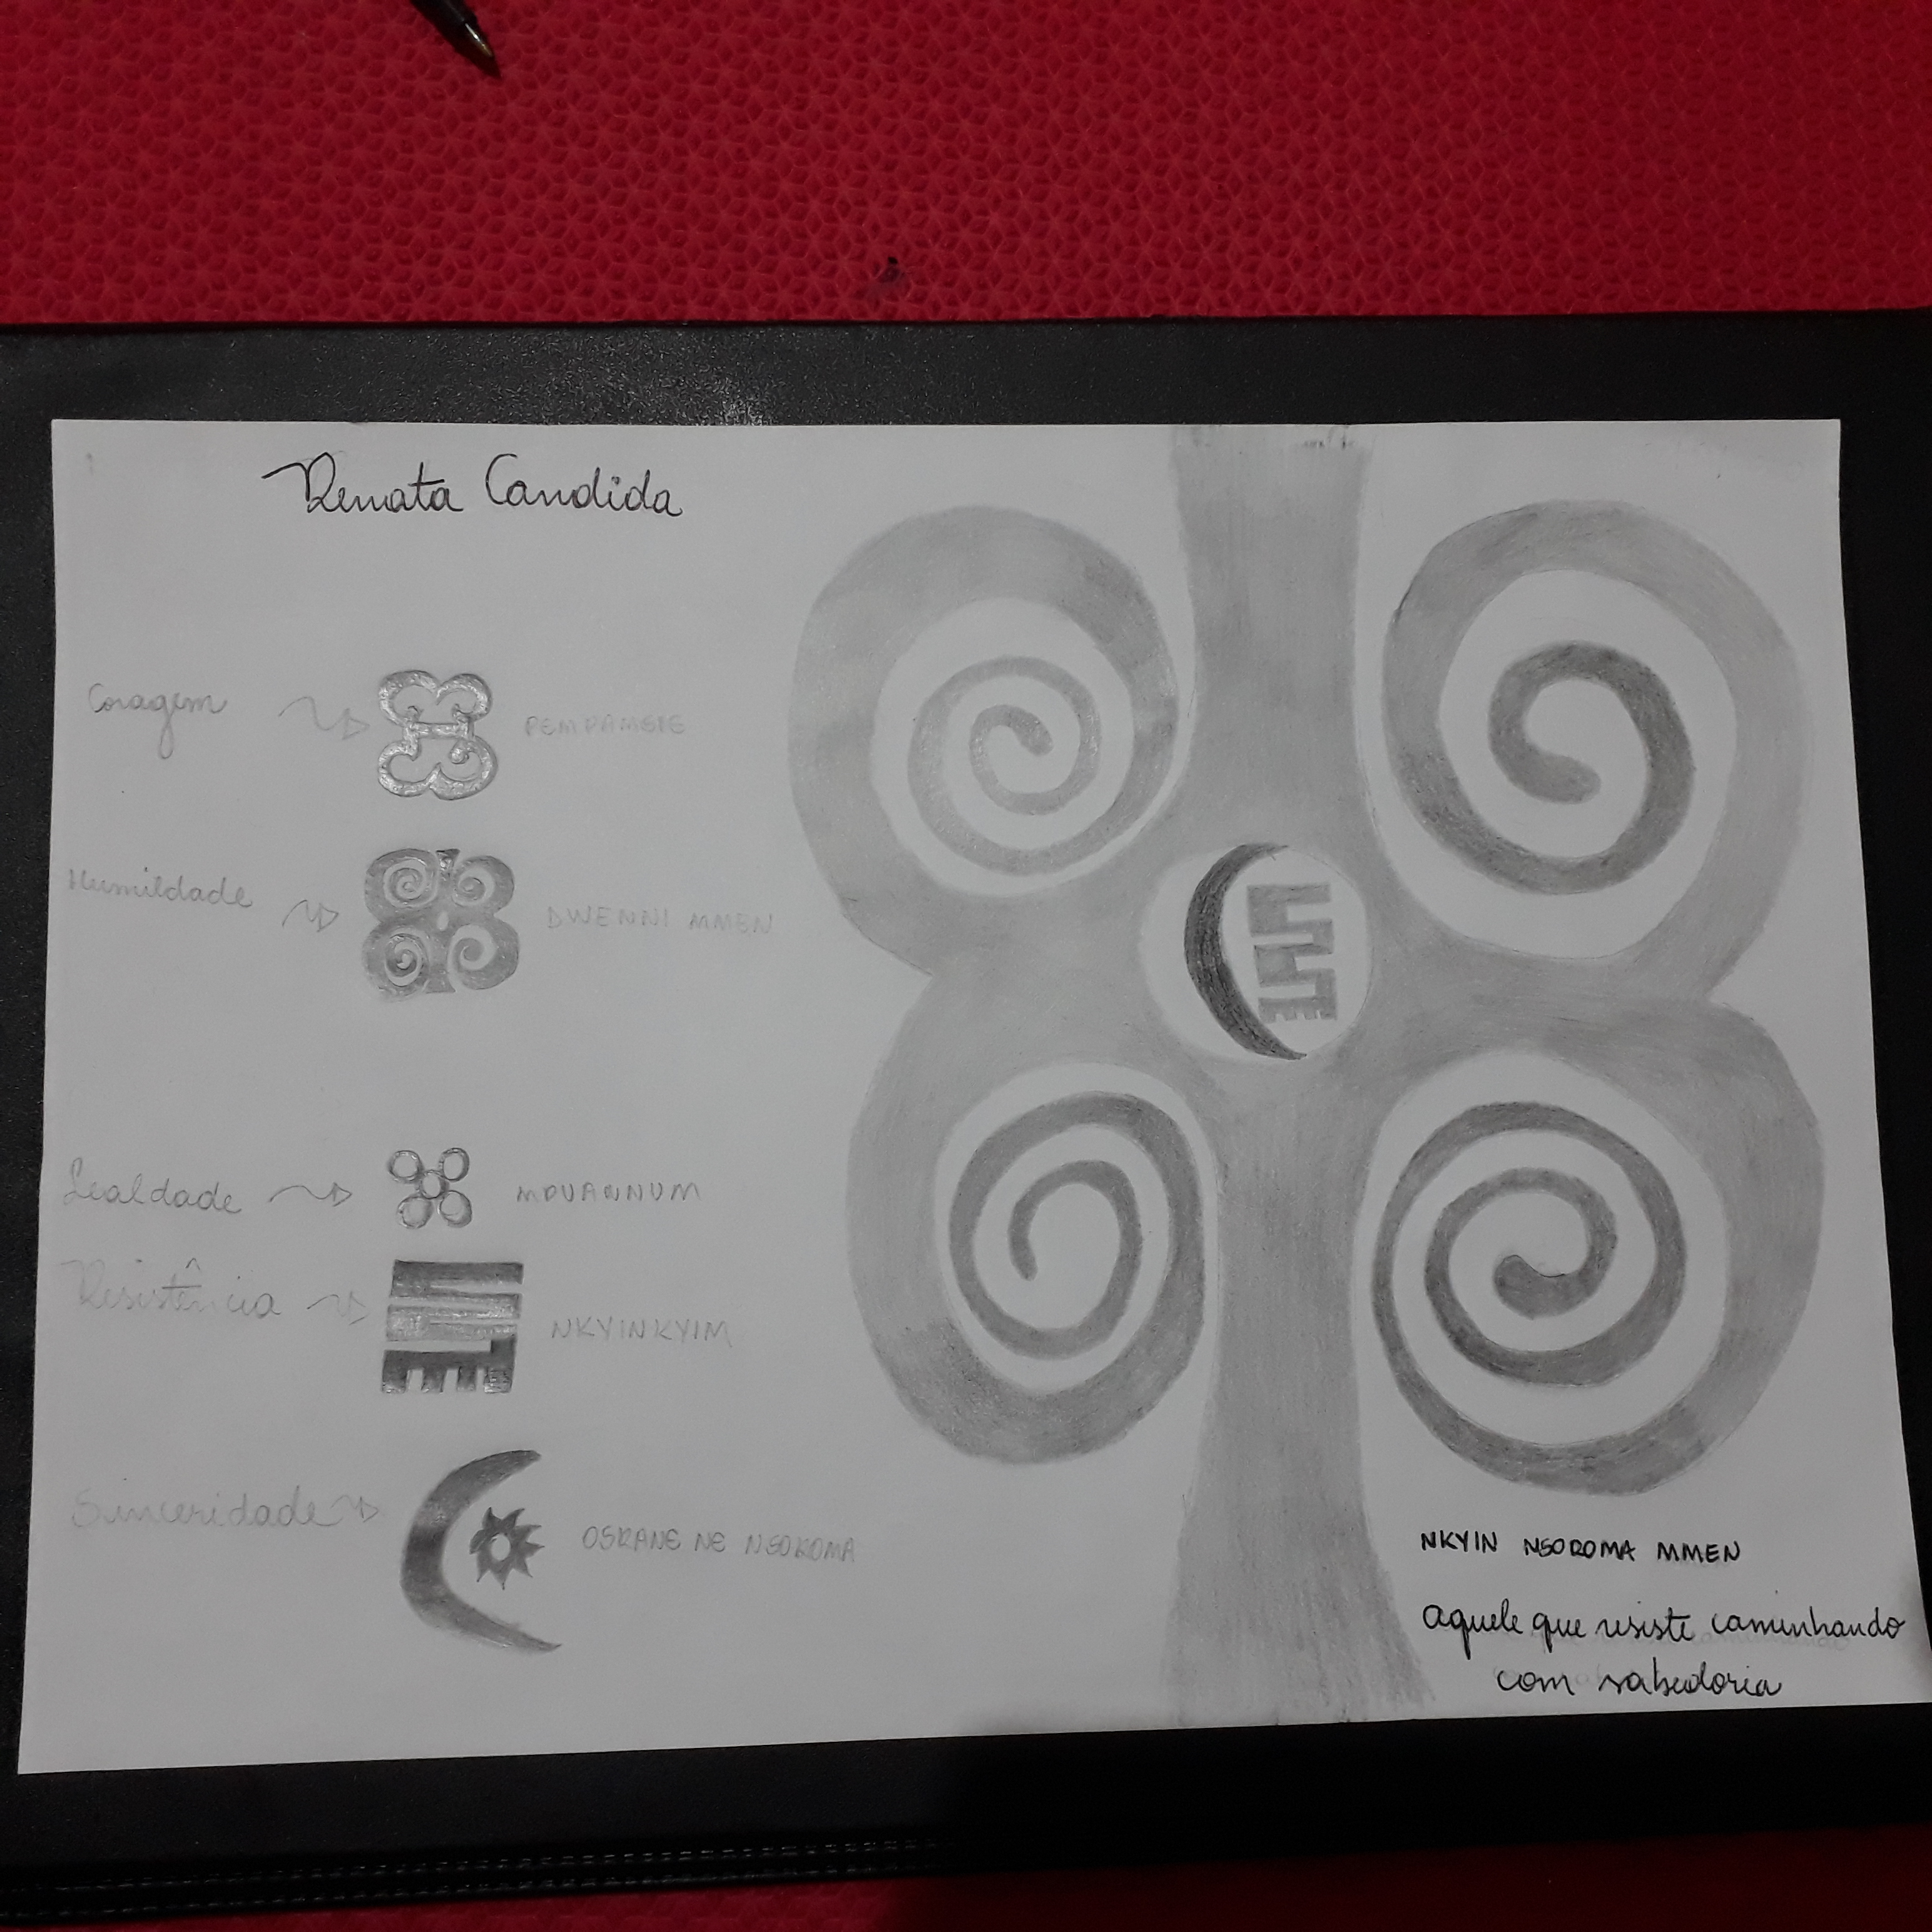 Renata Candida
Coragem PEMPAMSIE
Humildade DWENNI MMEN
Lealdade MPUANNUM
Resistência NKYINKYIM
Sinceridade OSRANE NE NSOROMA
NKYIN NSOROMA MMEN
Aquele que resiste caminhando
com sabedoria